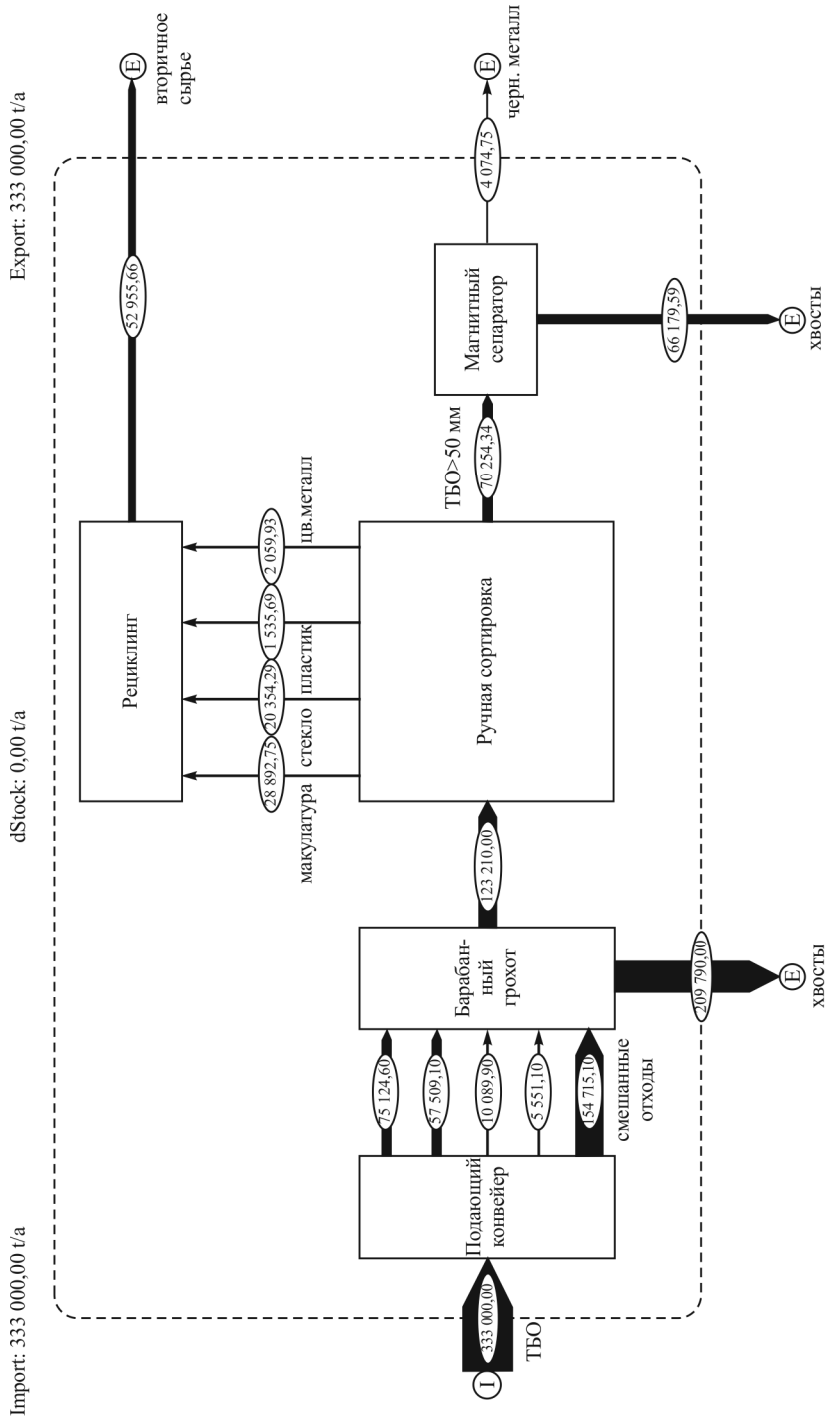 Import: 333 000,00 t/a
dStock: 0,00 t/a
Export: 333 000,00 t/a
Рециклинг
52 955,66
E
вторичное
сырье
28 892,75
20 354,29
1 535,69
2 059,93
макулатура
стекло
пластик
цв.металл
I
333 000,00
ТБО
Подающий
конвейер
75 124,60
57 509,10
10 089,90
5 551,10
154 715,10
смешанные
отходы
Барабан-
ный
грохот
123 210,00
Ручная сортировка
ТБО>50 мм
70 254,34
Магнитный
сепаратор
4 074,75
E
черн. металл
209 790,00
E
хвосты
66 179,59
E
хвосты